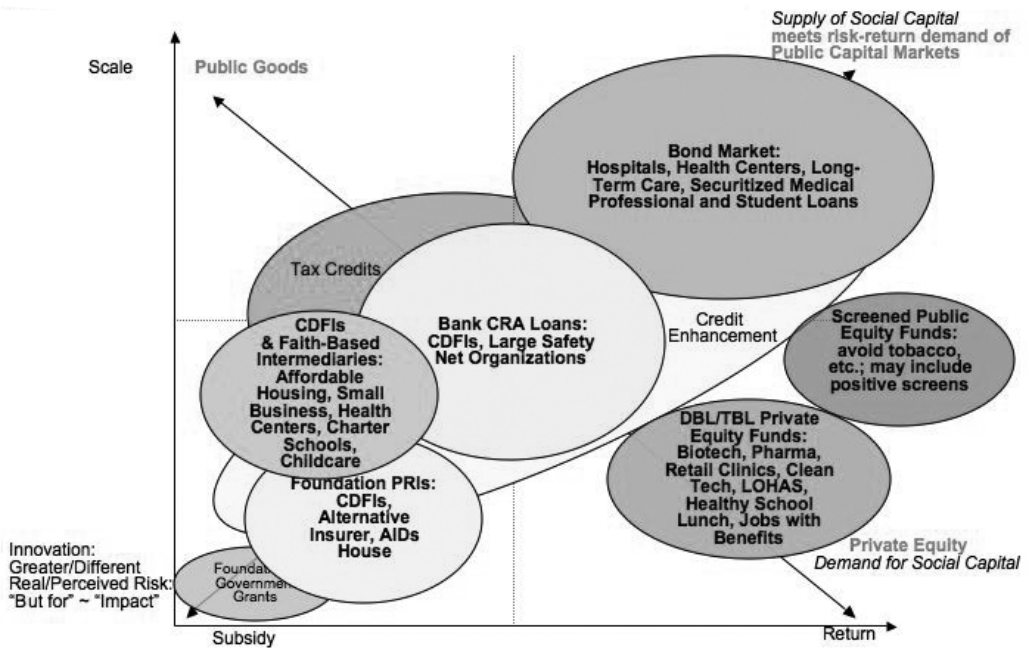 Supply of Social Capital
meets risk-return demand of
Public Capital Markets
Scale
Public Goods
Bond Market:
Hospitals, Health Centers, Long-
Term Care, Securitized Medical
Professional and Student Loans
Tax Credits
Bank CRA Loans:
CDFIs, Large Safety
Net Organizations
Credit
Enhancement
Screened Public
Equity Funds:
avoid tobacco,
etc.; may include
positive screens
CDFIs
& Faith-Based
Intermediaries:
Affordable
Housing, Small
Business, Health
Centers, Charter
Schools,
Childcare
DBL/TBL Private
Equity Funds:
Biotech, Pharma,
Retail Clinics, Clean
Tech, LOHAS,
Healthy School
Lunch, Jobs with
Benefits
Foundation PRIs:
CDFIs,
Alternative
Insurer, AIDs
House
Innovation:
Greater/Different
Real/Perceived Risk:
“But for” ~ “Impact”
Government
Grants
Private Equity
Demand for Social Capital
Subsidy
Return